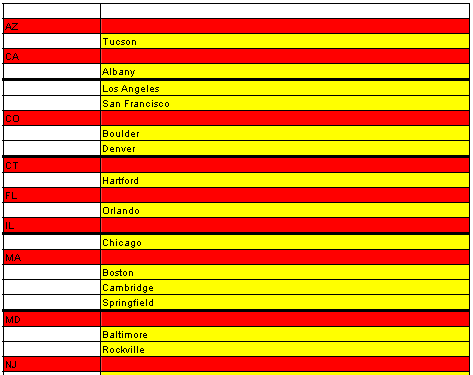 AZ
Tucson
CA
Albany
Los Angeles
San Francisco
CO
Boulder
Denver
CT
Hartford
FL
Orlando
IL
Chicago
MA
Boston
Cambridge
Springfield
MD
Baltimore
Rockville
NJ